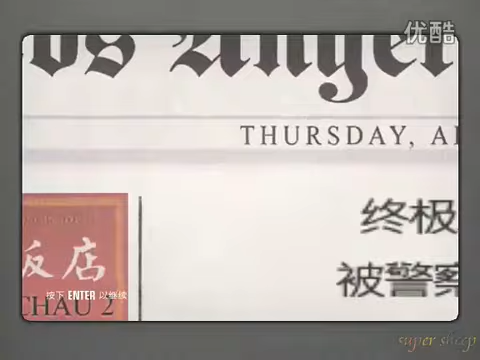 优酷
os Angel
THURSDAY, A
终极
被警察
饭店
按下 ENTER 以继续
CHAU 2
super sheep